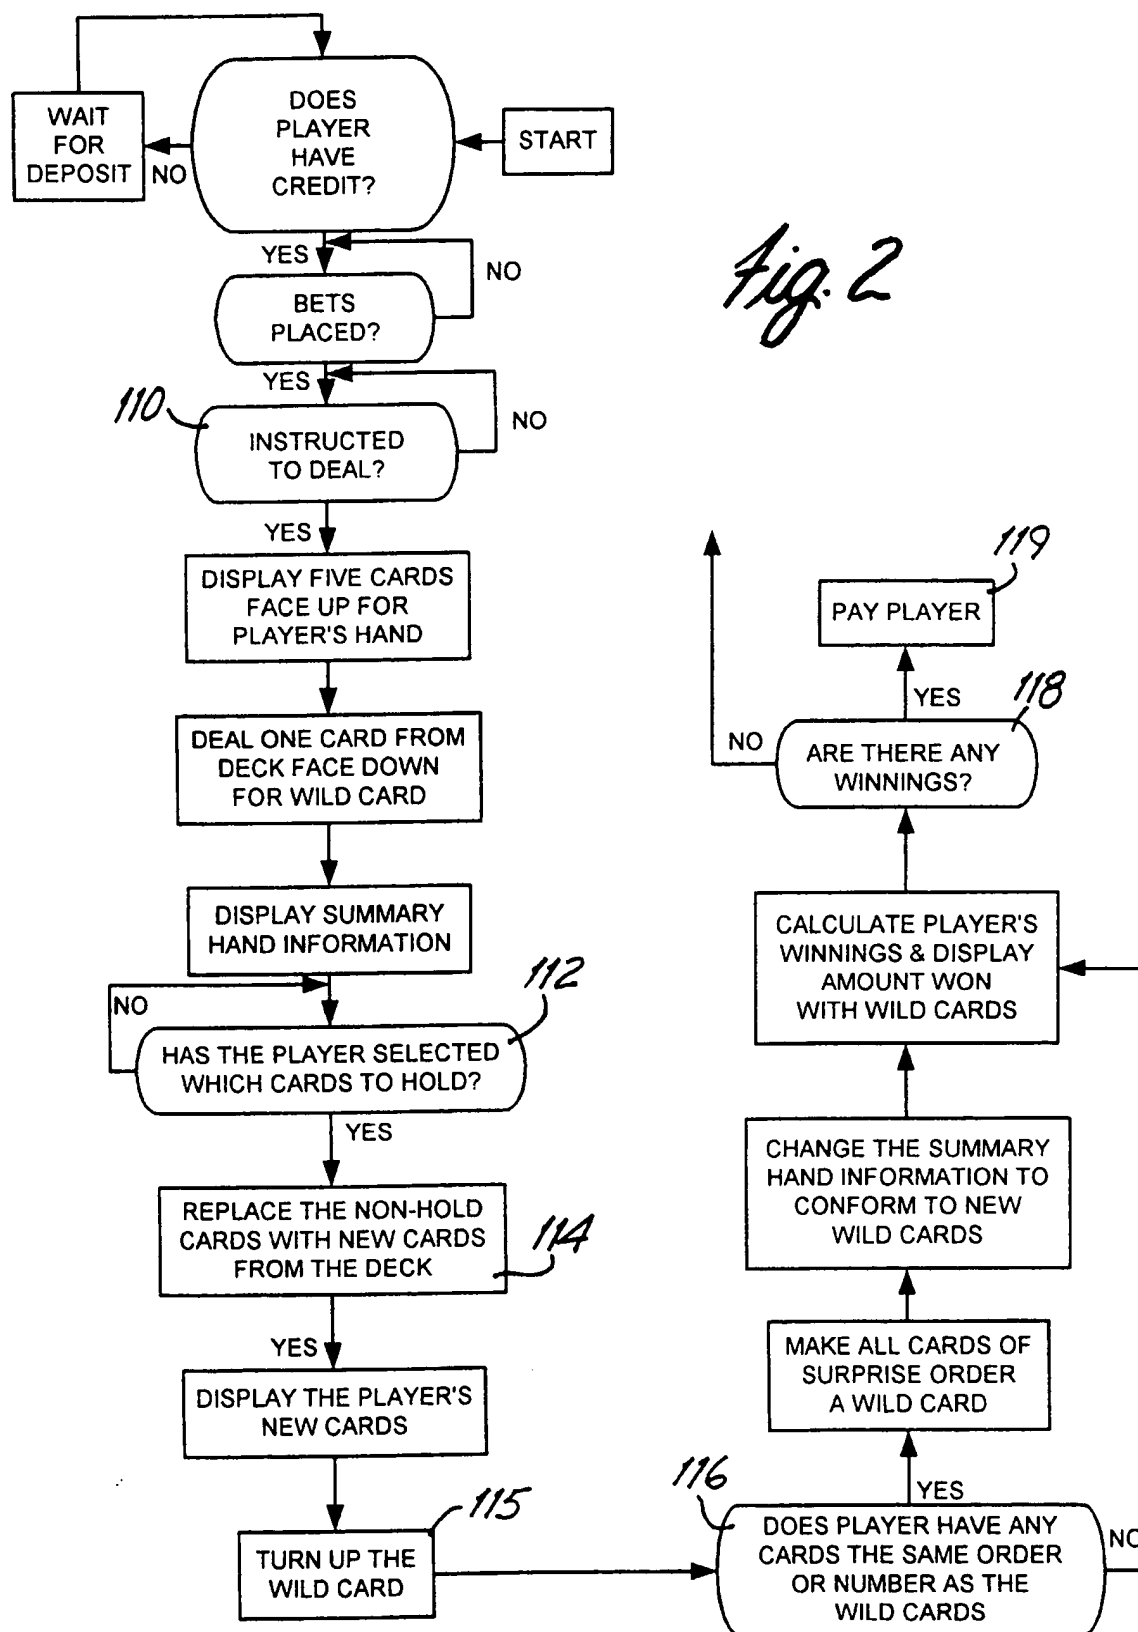 WAIT
FOR
DEPOSIT
NO
DOES
PLAYER
HAVE
CREDIT?
START
YES
NO
BETS
PLACED?
Fig. 2
YES
NO
110
INSTRUCTED
TO DEAL?
YES
DISPLAY FIVE CARDS
FACE UP FOR
PLAYER'S HAND
DEAL ONE CARD FROM
DECK FACE DOWN
FOR WILD CARD
DISPLAY SUMMARY
HAND INFORMATION
NO
112
HAS THE PLAYER SELECTED
WHICH CARDS TO HOLD?
YES
REPLACE THE NON-HOLD
CARDS WITH NEW CARDS
FROM THE DECK
114
YES
DISPLAY THE PLAYER'S
NEW CARDS
115
TURN UP THE
WILD CARD
116
DOES PLAYER HAVE ANY
CARDS THE SAME ORDER
OR NUMBER AS THE
WILD CARDS
NO
YES
MAKE ALL CARDS OF
SURPRISE ORDER
A WILD CARD
CHANGE THE SUMMARY
HAND INFORMATION TO
CONFORM TO NEW
WILD CARDS
CALCULATE PLAYER'S
WINNINGS & DISPLAY
AMOUNT WON
WITH WILD CARDS
118
ARE THERE ANY
WINNINGS?
NO
YES
119
PAY PLAYER